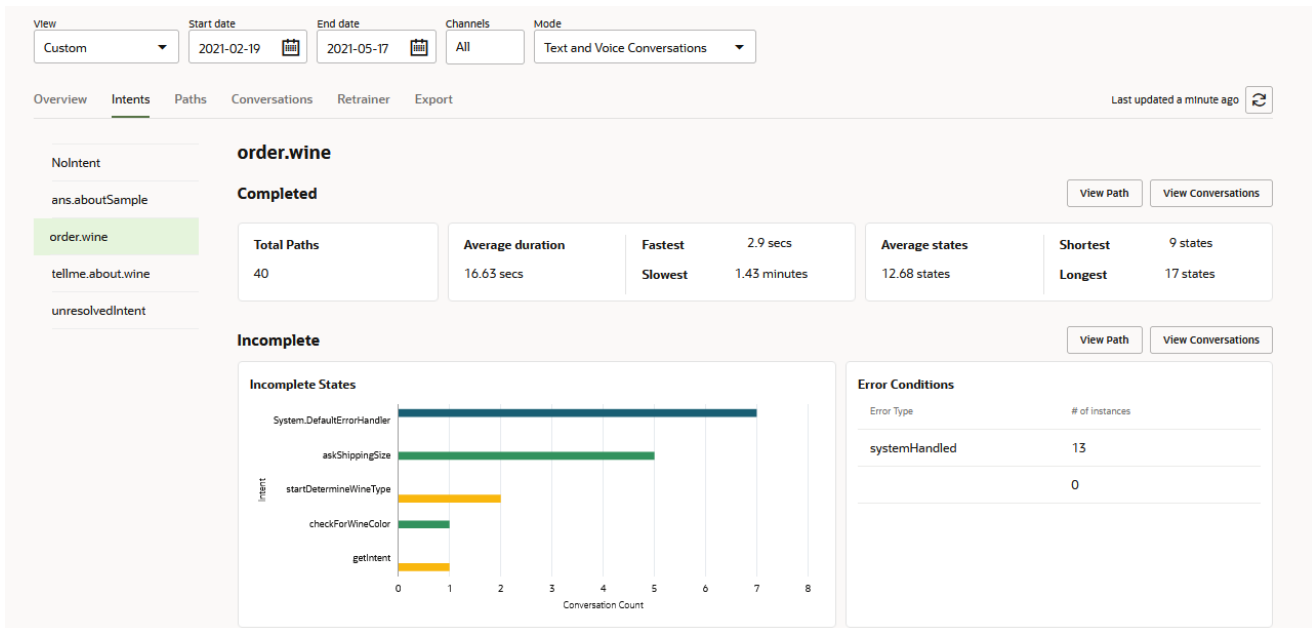 View Start date End date Channels Mode
Custom 2021-02-19 2021-05-17 All Text and Voice Conversations
Overview Intents Paths Conversations Retrainer Export Last updated a minute ago
NoIntent
ans.aboutSample
order.wine
tellme.about.wine
unresolvedIntent
order.wine
Completed View Path View Conversations
Total Paths Average duration Fastest 2.9 secs Average states Shortest 9 states
40 16.63 secs Slowest 1.43 minutes 12.68 states Longest 17 states
Incomplete View Path View Conversations
Incomplete States
System.DefaultErrorHandler
askShippingSize
startDetermineWineType
checkForWineColor
getIntent
Intent
0 1 2 3 4 5 6 7 8
Conversation Count
Error Conditions
Error Type # of instances
systemHandled 13
0